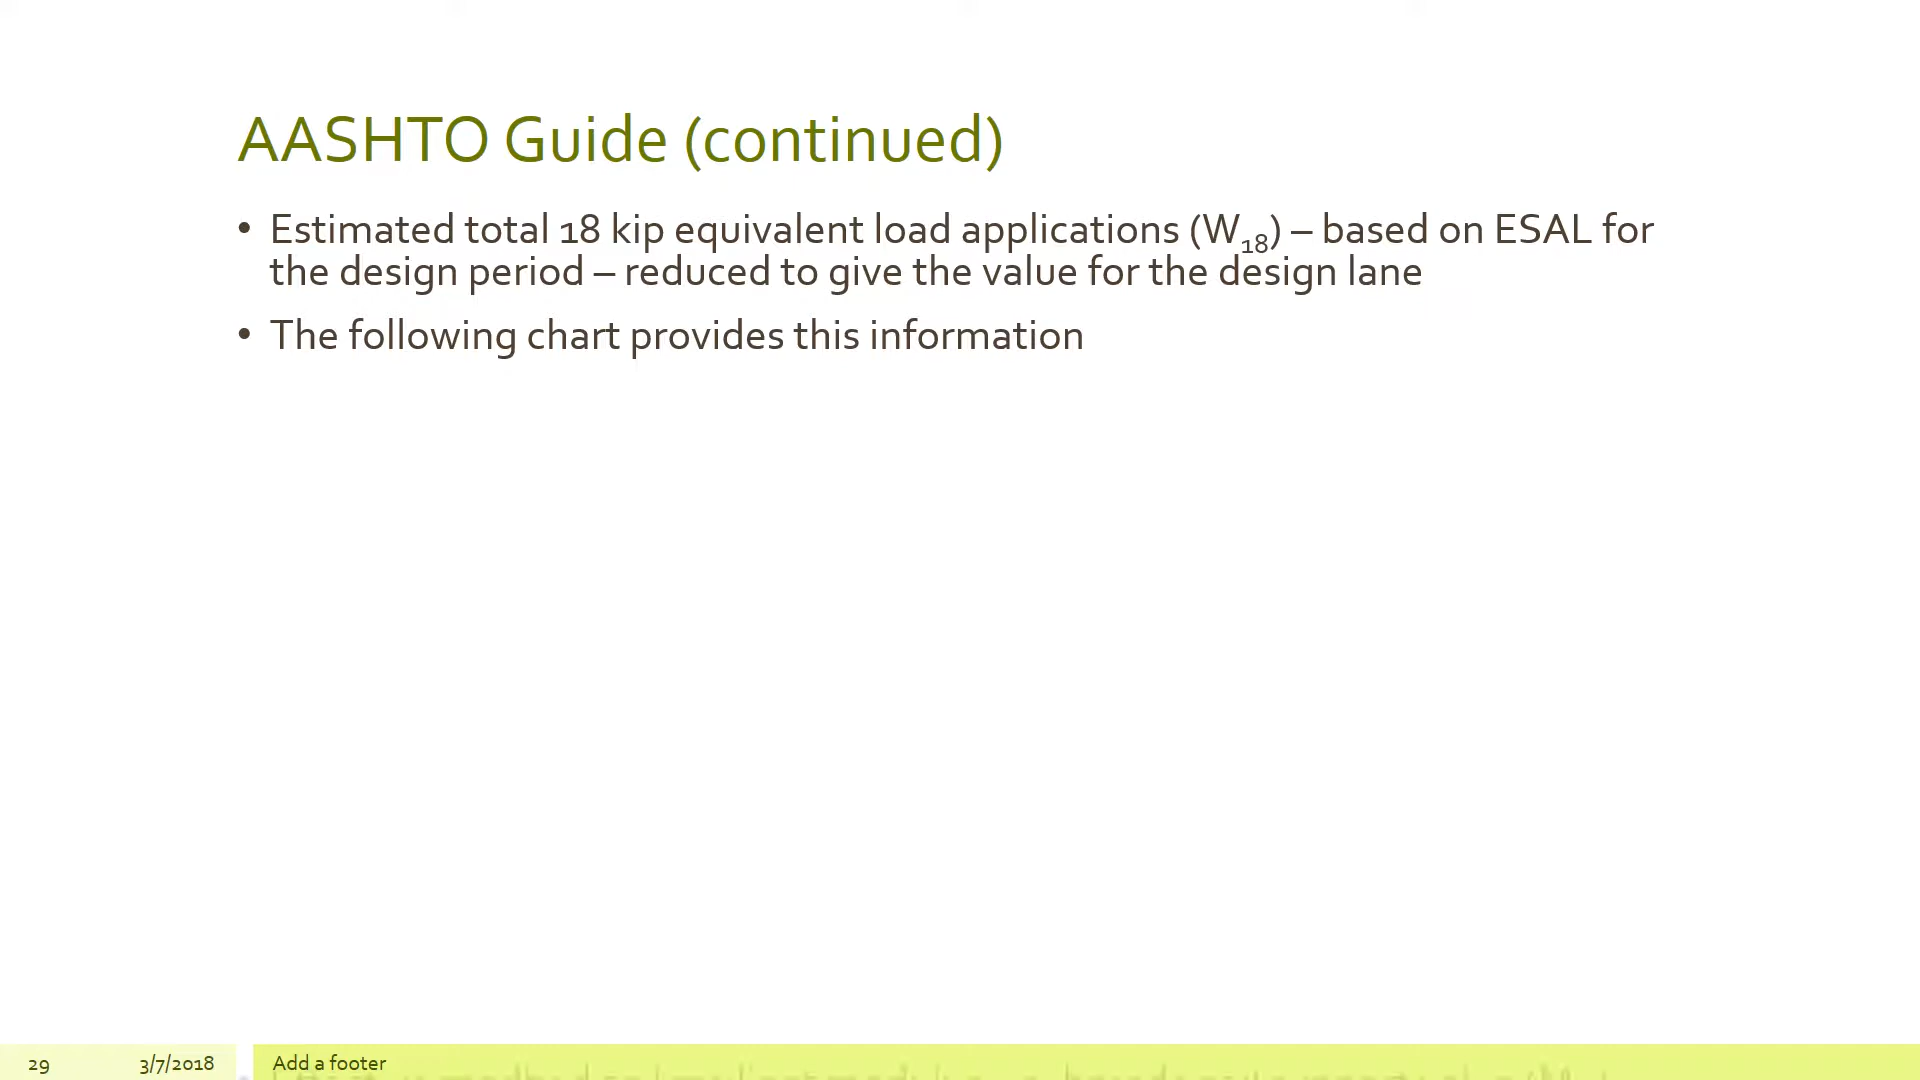 AASHTO Guide (continued)
• Estimated total 18 kip equivalent load applications (W18) – based on ESAL for
the design period – reduced to give the value for the design lane
• The following chart provides this information
29 3/7/2018 Add a footer